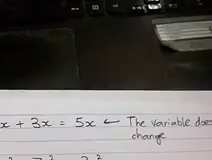 x + 3x = 5x ← The variable does
change